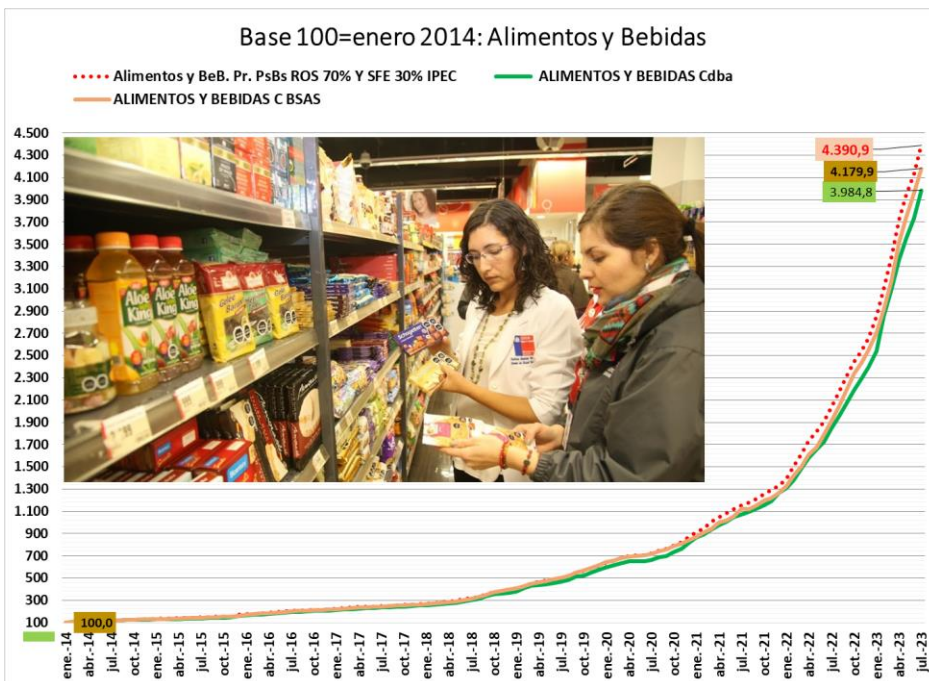 Base 100=enero 2014: Alimentos y Bebidas
Alimentos y BeB. Pr. PsBs ROS 70% Y SFE 30% IPEC
ALIMENTOS Y BEBIDAS Cdba
ALIMENTOS Y BEBIDAS C BSAS
4.500
4.300
4.100
3.900
3.700
3.500
3.300
3.100
2.900
2.700
2.500
2.300
2.100
1.900
1.700
1.500
1.300
1.100
900
700
500
300
100
4.390,9
4.179,9
3.984,8
100,0
Aloe
King
Aloe
King
Aloe
King
ene.-14
abr.-14
jul.-14
oct.-14
ene.-15
abr.-15
jul.-15
oct.-15
ene.-16
abr.-16
jul.-16
oct.-16
ene.-17
abr.-17
jul.-17
oct.-17
ene.-18
abr.-18
jul.-18
oct.-18
ene.-19
abr.-19
jul.-19
oct.-19
ene.-20
abr.-20
jul.-20
oct.-20
ene.-21
abr.-21
jul.-21
oct.-21
ene.-22
abr.-22
jul.-22
oct.-22
ene.-23
abr.-23
jul.-23